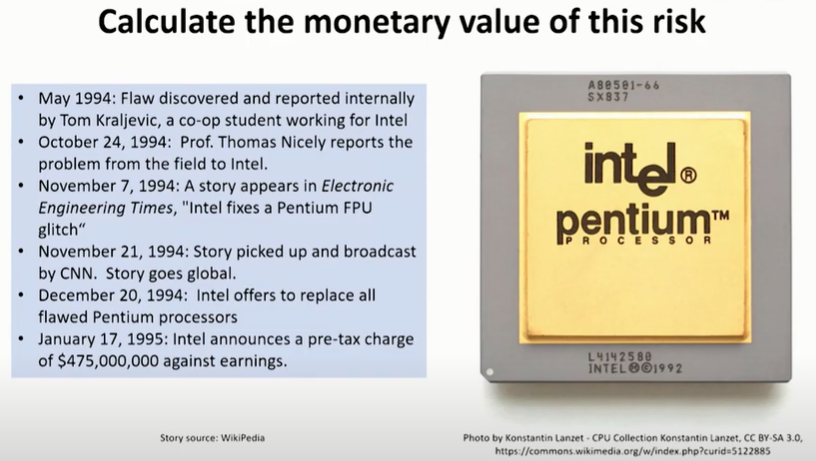 Calculate the monetary value of this risk
• May 1994: Flaw discovered and reported internally
by Tom Kraljevic, a co-op student working for Intel
• October 24, 1994:  Prof. Thomas Nicely reports the
problem from the field to Intel.
• November 7, 1994: A story appears in Electronic
Engineering Times, "Intel fixes a Pentium FPU
glitch“
• November 21, 1994: Story picked up and broadcast
by CNN.  Story goes global.
• December 20, 1994:  Intel offers to replace all
flawed Pentium processors
• January 17, 1995: Intel announces a pre-tax charge
of $475,000,000 against earnings.
Story source: WikiPedia
A80501-66
SX837
intel®
pentium™
PROCESSOR
L4142580
INTEL Ⓜ©1992
Photo by Konstantin Lanzet - CPU Collection Konstantin Lanzet, CC BY-SA 3.0,
https://commons.wikimedia.org/w/index.php?curid=5122885